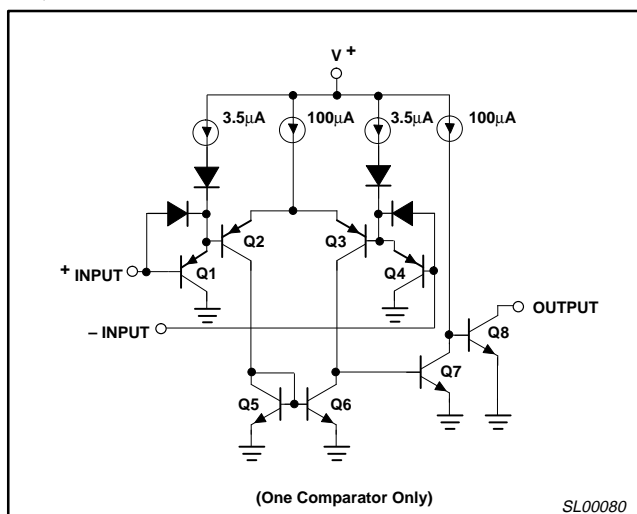 V +
3.5μA 100μA 3.5μA 100μA
Q2 Q3
+ INPUT Q1 Q4
OUTPUT
– INPUT Q8
Q7
Q5 Q6
(One Comparator Only)
SL00080